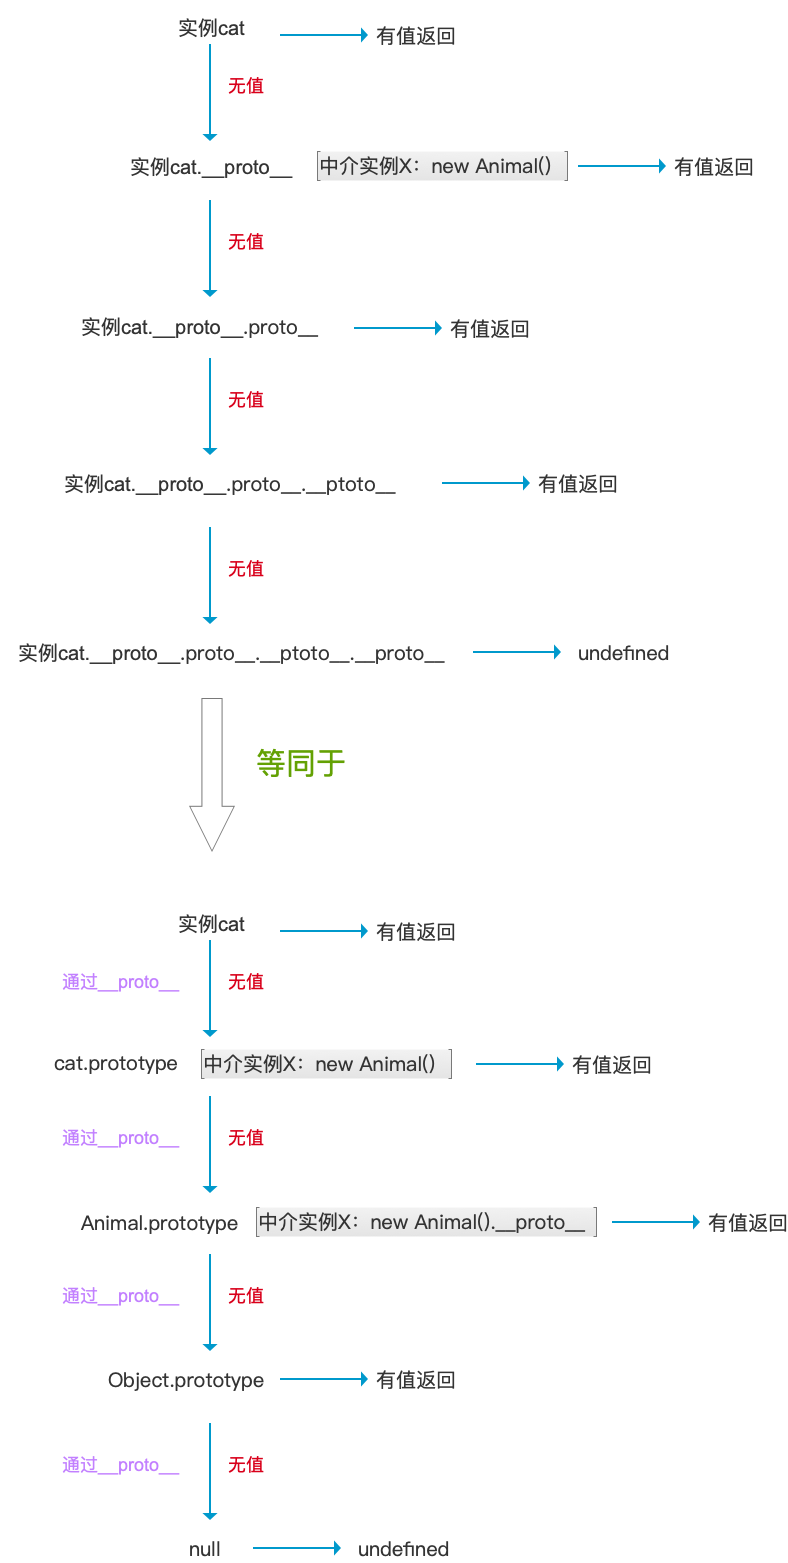 实例cat 有值返回
无值
实例cat.__proto__ 中介实例X：new Animal() 有值返回
无值
实例cat.__proto__.proto__ 有值返回
无值
实例cat.__proto__.proto__.__ptoto__ 有值返回
无值
实例cat.__proto__.proto__.__ptoto__.__proto__ undefined
等同于
实例cat 有值返回
通过__proto__ 无值
cat.prototype 中介实例X：new Animal() 有值返回
通过__proto__ 无值
Animal.prototype 中介实例X：new Animal().__proto__ 有值返回
通过__proto__ 无值
Object.prototype 有值返回
通过__proto__ 无值
null undefined